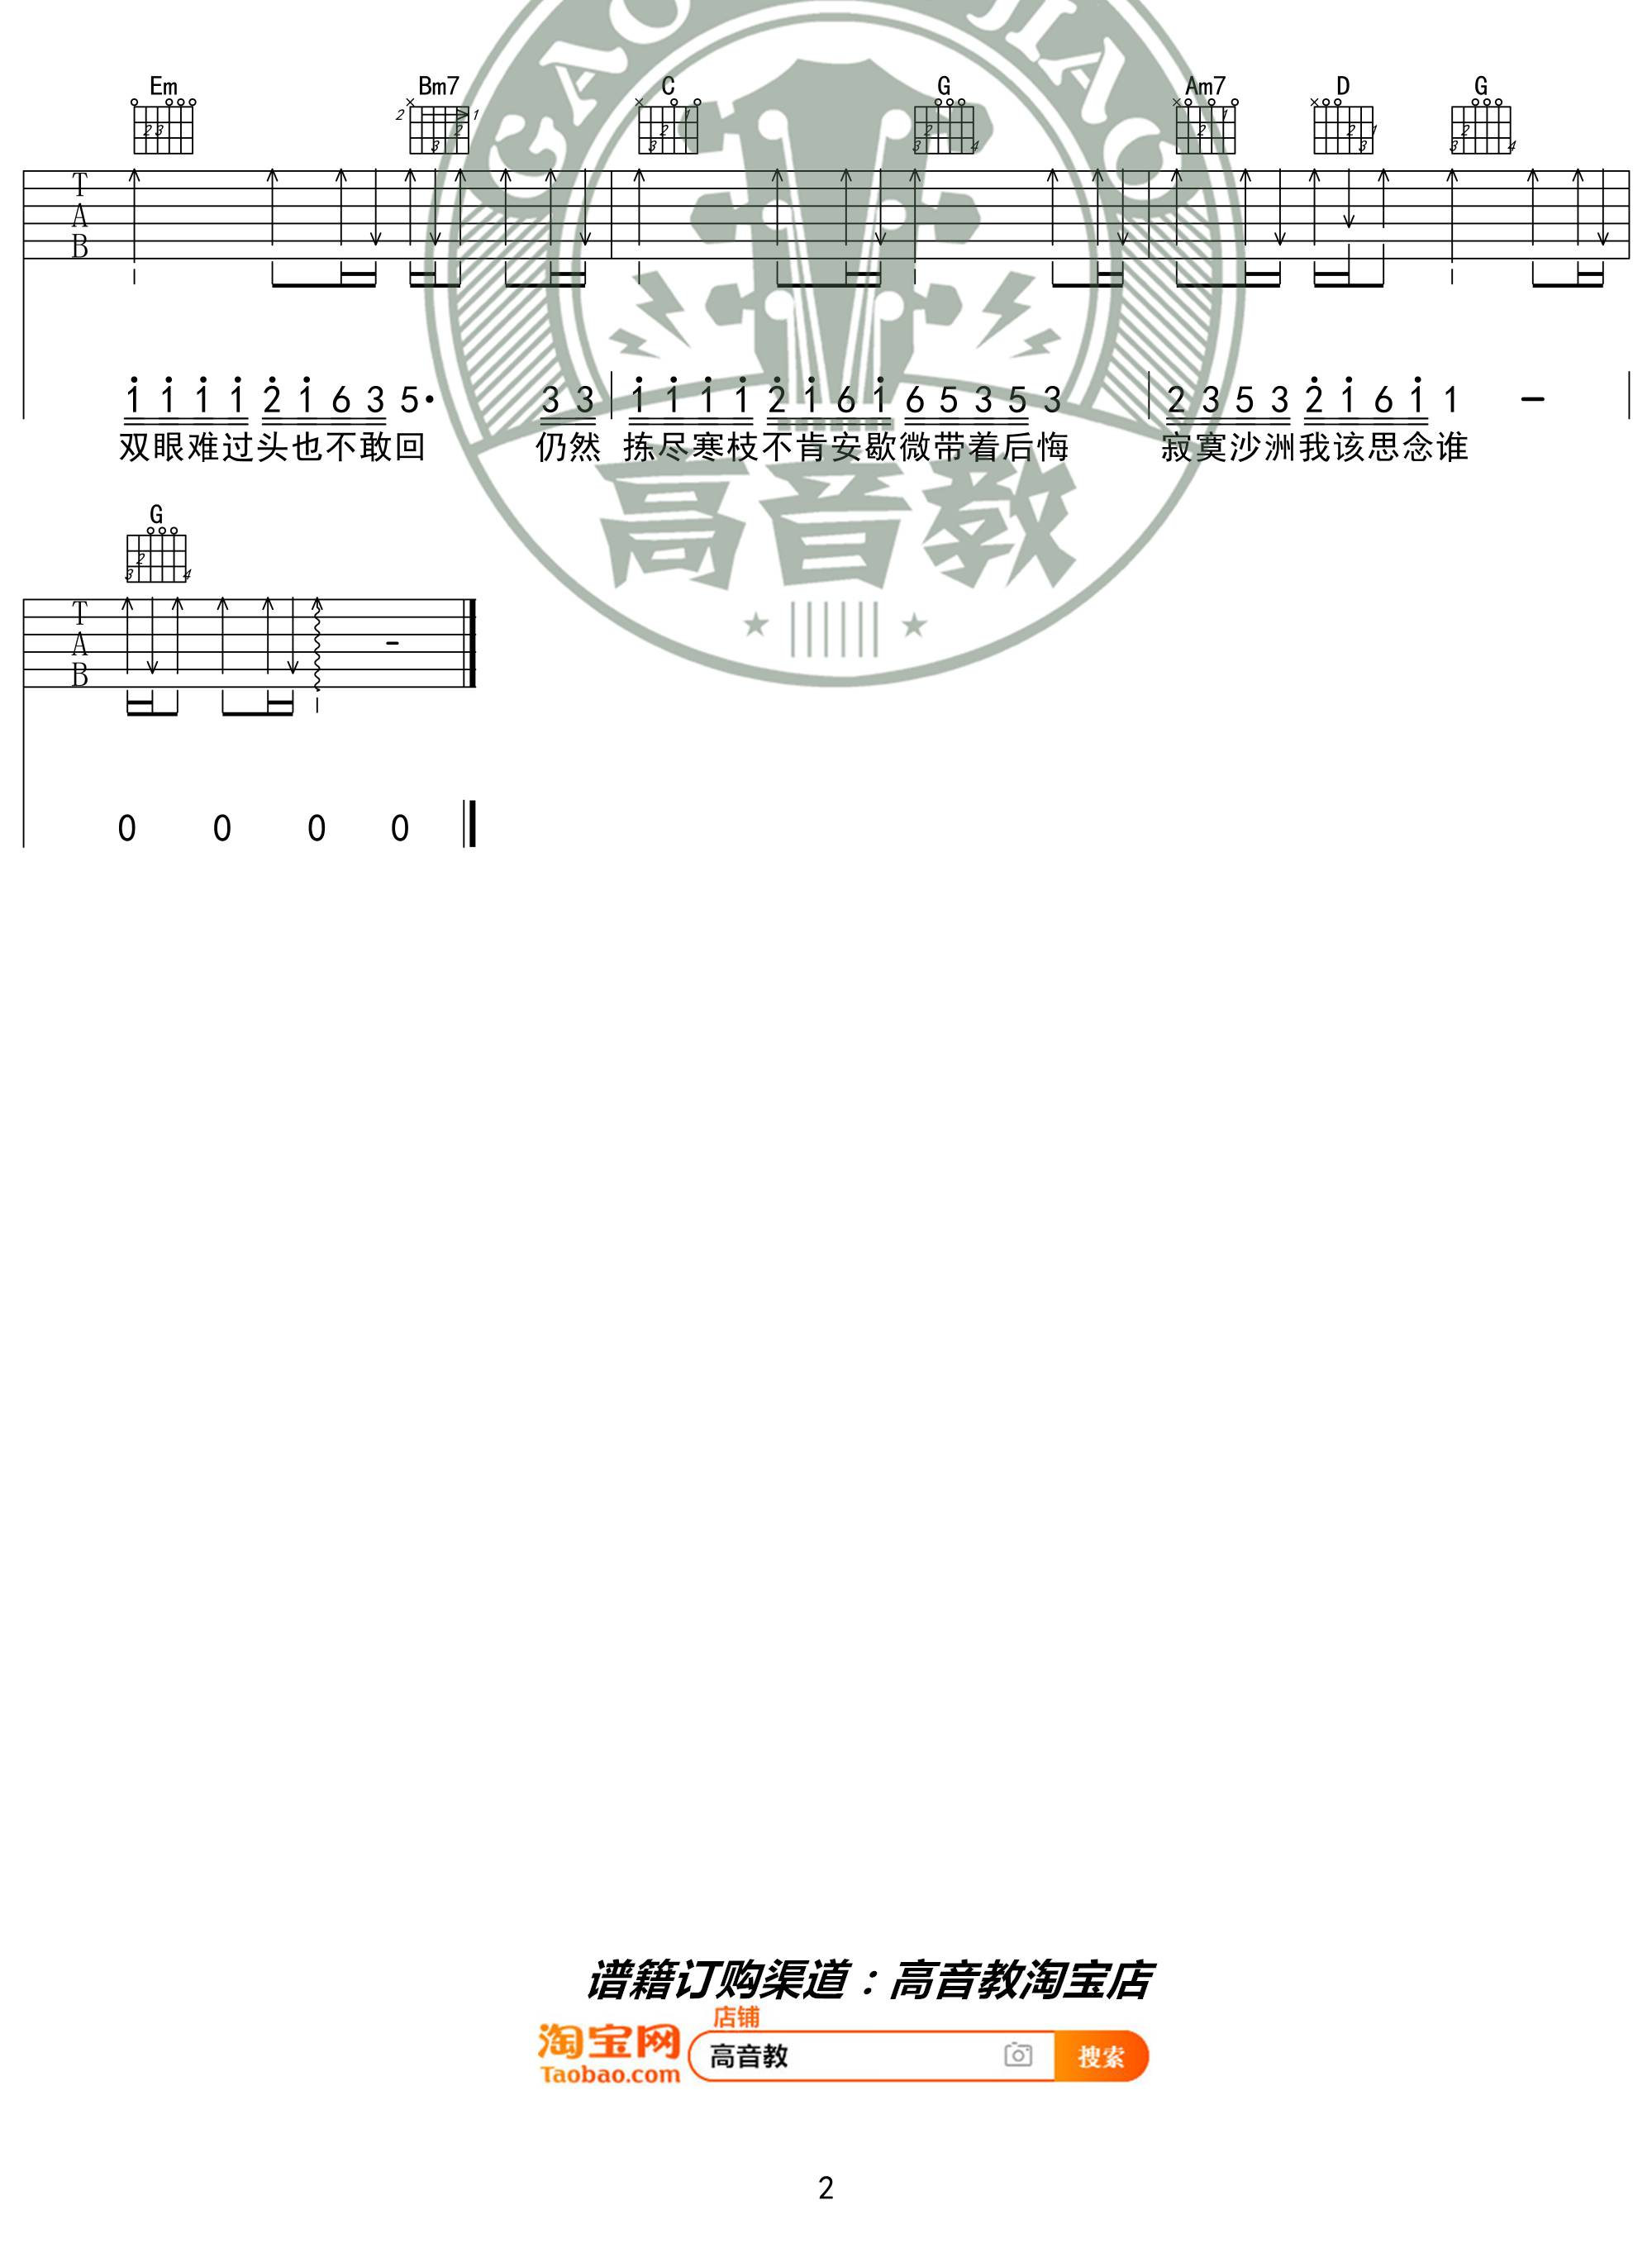 GAO JIAO
Em Bm7 C G Am7 D G
T
A
B
1 1 1 1 2 1 6 3 5· 3 3 1 1 1 1 2 1 6 1 6 5 3 5 3 2 3 5 3 2 1 6 1 1 -
双眼难过头也不敢回 仍然 拣尽寒枝不肯安歇微带着后悔 寂寞沙洲我该思念谁
高音教
G
T
A
B
0 0 0 0
谱籍订购渠道：高音教淘宝店
店铺
淘宝网 高音教 搜索
Taobao.com
2